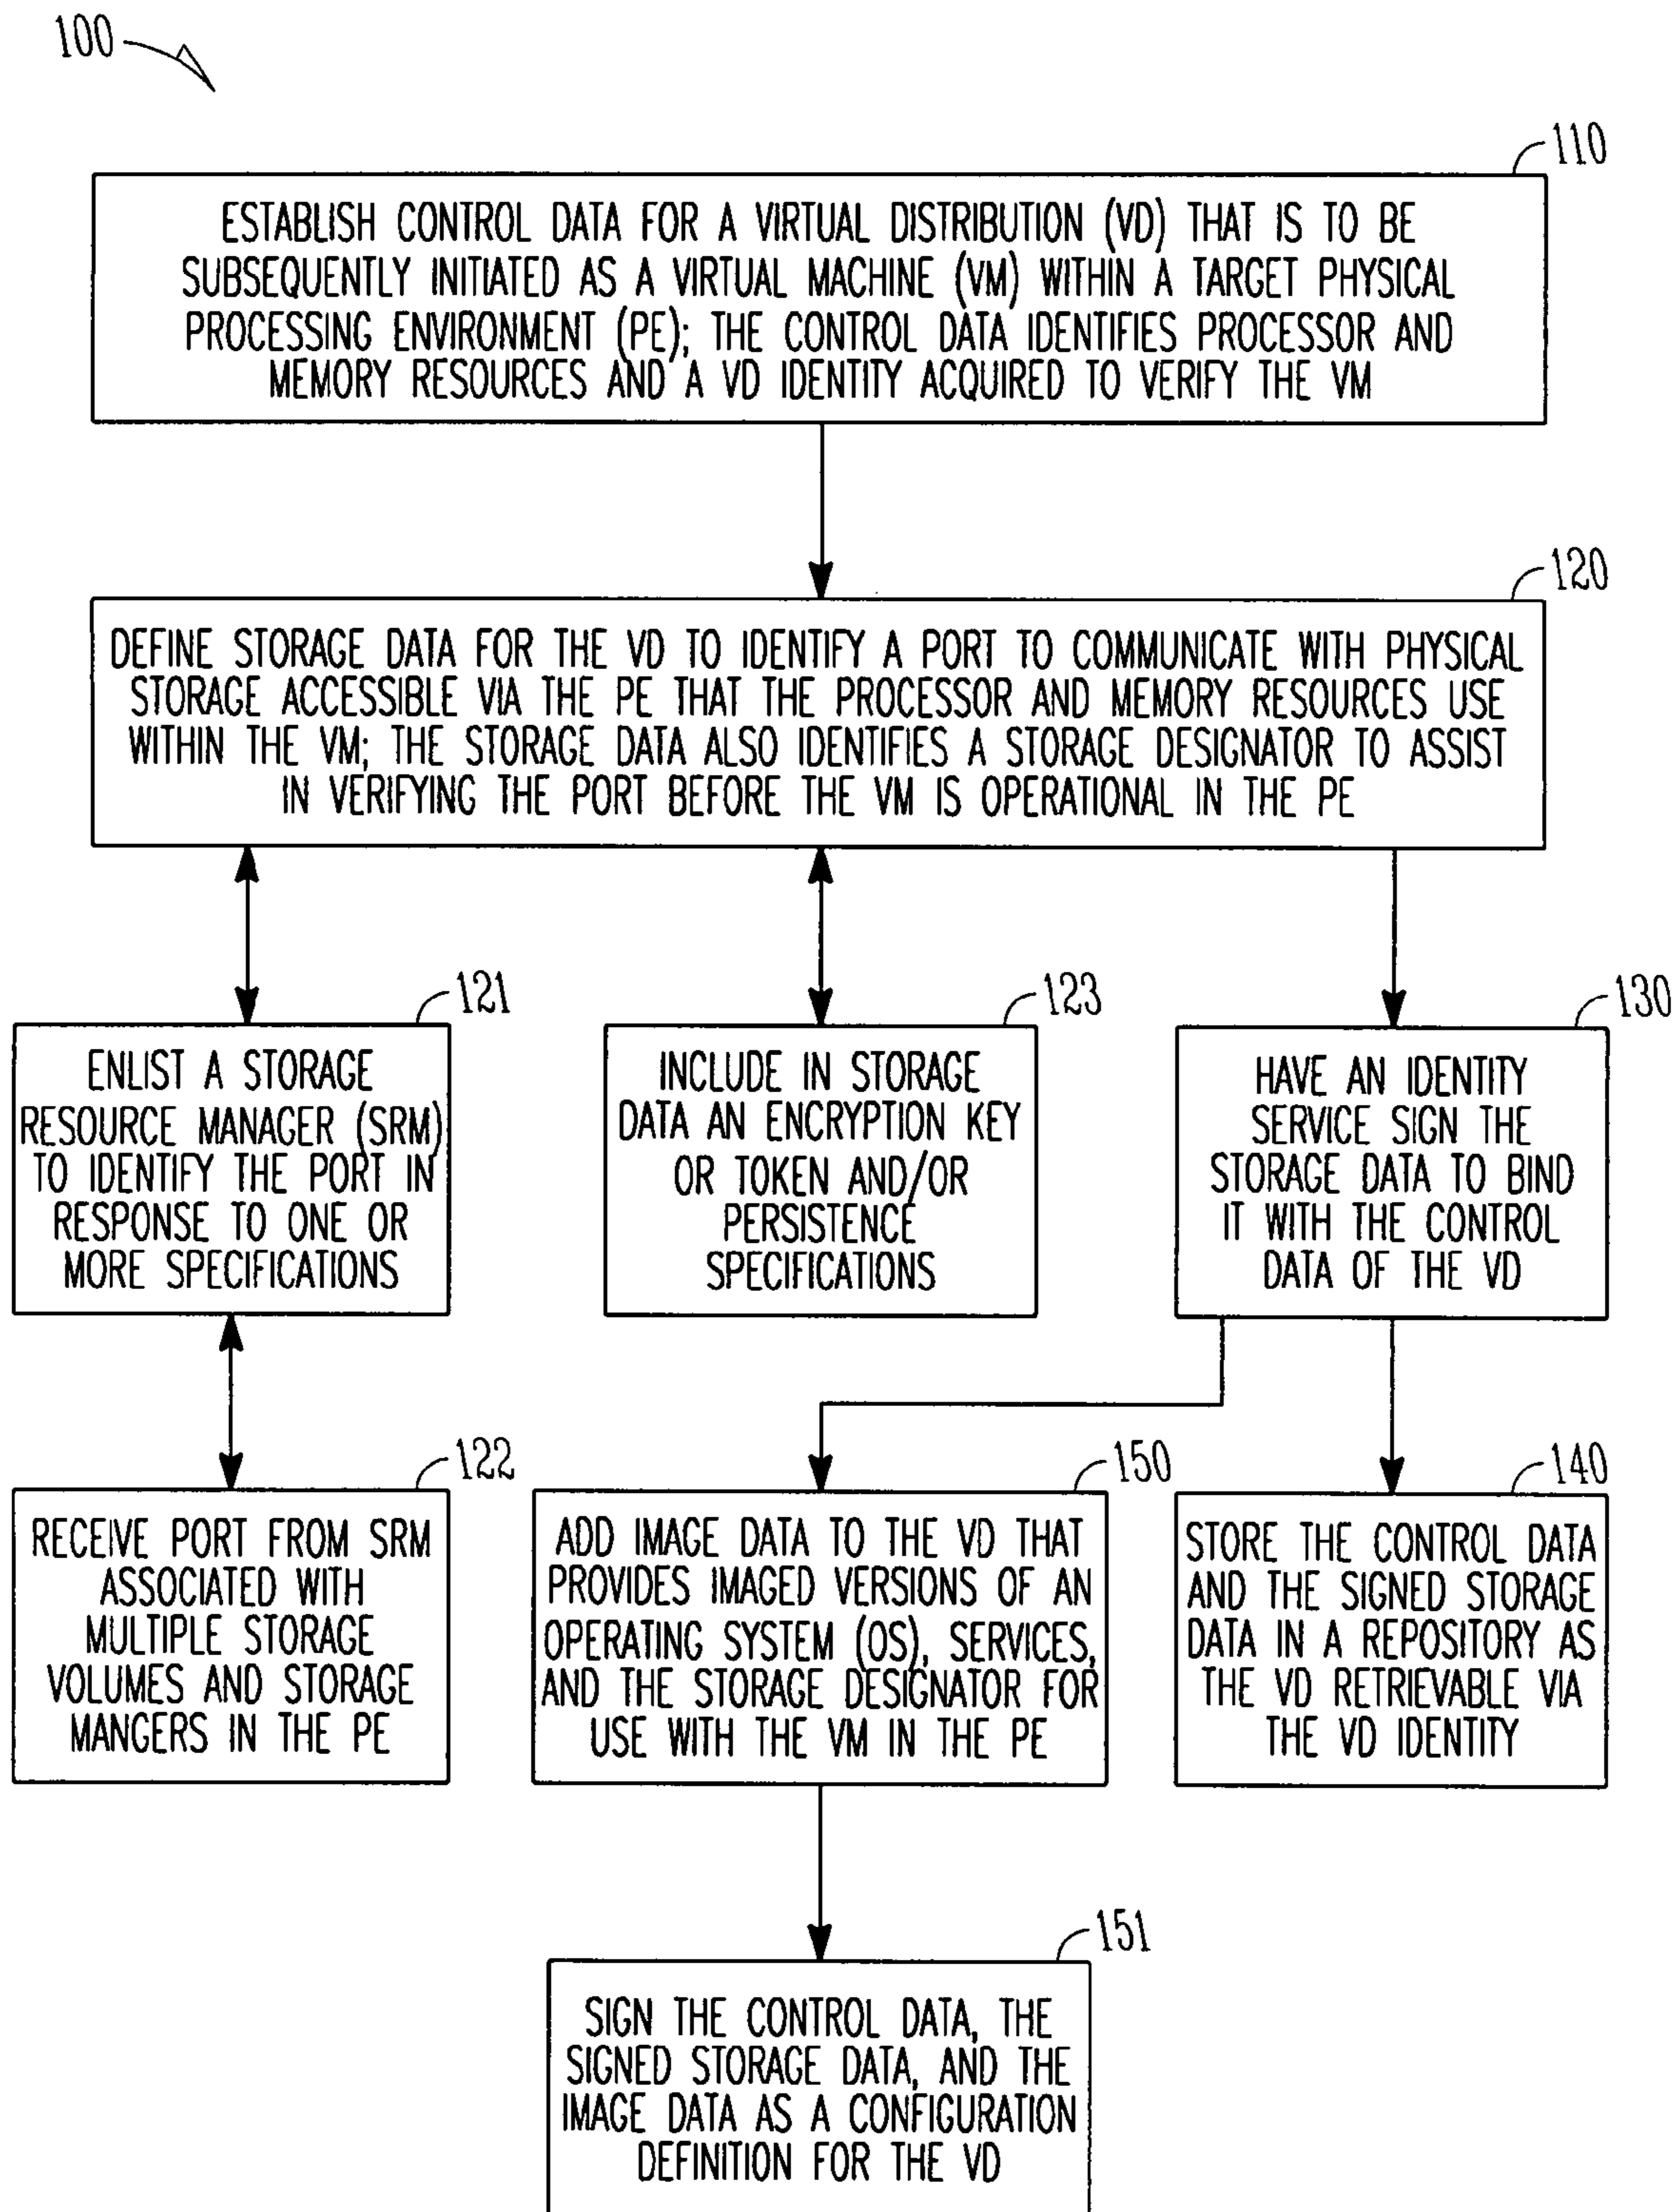 100
110
ESTABLISH CONTROL DATA FOR A VIRTUAL DISTRIBUTION (VD) THAT IS TO BE
SUBSEQUENTLY INITIATED AS A VIRTUAL MACHINE (VM) WITHIN A TARGET PHYSICAL
PROCESSING ENVIRONMENT (PE); THE CONTROL DATA IDENTIFIES PROCESSOR AND
MEMORY RESOURCES AND A VD IDENTITY ACQUIRED TO VERIFY THE VM
120
DEFINE STORAGE DATA FOR THE VD TO IDENTIFY A PORT TO COMMUNICATE WITH PHYSICAL
STORAGE ACCESSIBLE VIA THE PE THAT THE PROCESSOR AND MEMORY RESOURCES USE
WITHIN THE VM; THE STORAGE DATA ALSO IDENTIFIES A STORAGE DESIGNATOR TO ASSIST
IN VERIFYING THE PORT BEFORE THE VM IS OPERATIONAL IN THE PE
121
ENLIST A STORAGE
RESOURCE MANAGER (SRM)
TO IDENTIFY THE PORT IN
RESPONSE TO ONE OR
MORE SPECIFICATIONS
123
INCLUDE IN STORAGE
DATA AN ENCRYPTION KEY
OR TOKEN AND/OR
PERSISTENCE
SPECIFICATIONS
130
HAVE AN IDENTITY
SERVICE SIGN THE
STORAGE DATA TO BIND
IT WITH THE CONTROL
DATA OF THE VD
122
RECEIVE PORT FROM SRM
ASSOCIATED WITH
MULTIPLE STORAGE
VOLUMES AND STORAGE
MANGERS IN THE PE
150
ADD IMAGE DATA TO THE VD THAT
PROVIDES IMAGED VERSIONS OF AN
OPERATING SYSTEM (OS), SERVICES,
AND THE STORAGE DESIGNATOR FOR
USE WITH THE VM IN THE PE
140
STORE THE CONTROL DATA
AND THE SIGNED STORAGE
DATA IN A REPOSITORY AS
THE VD RETRIEVABLE VIA
THE VD IDENTITY
151
SIGN THE CONTROL DATA, THE
SIGNED STORAGE DATA, AND THE
IMAGE DATA AS A CONFIGURATION
DEFINITION FOR THE VD